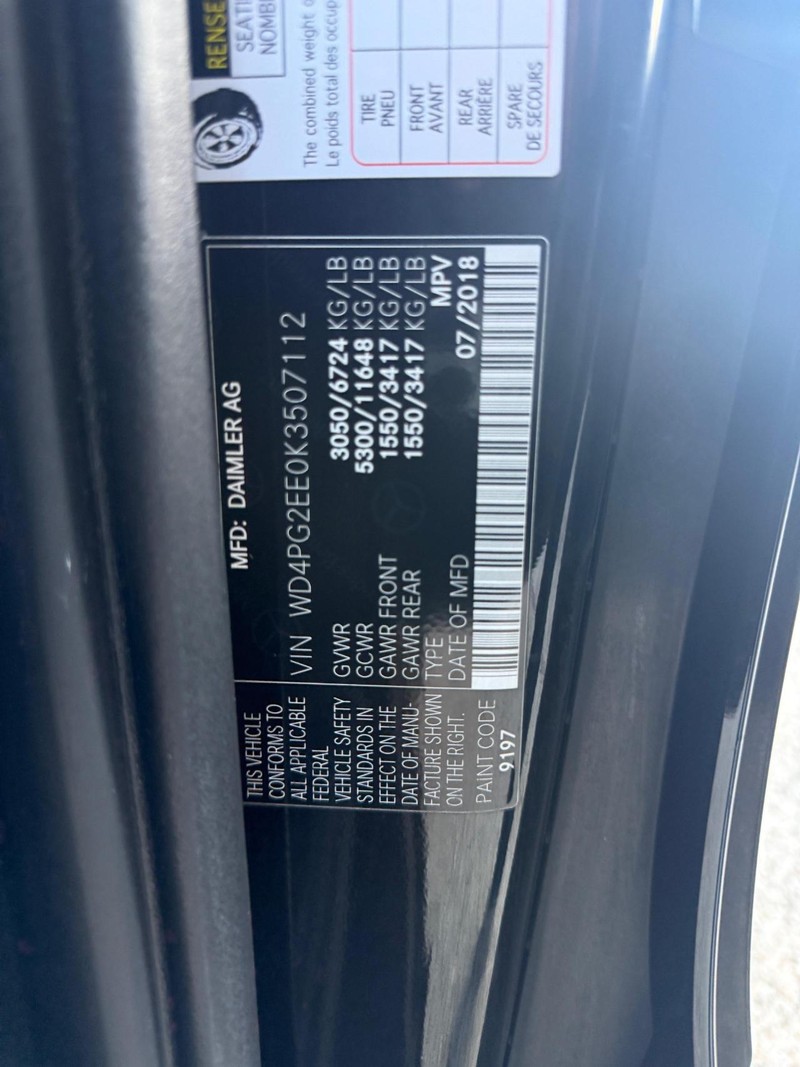 MFD: DAIMLER AG
VIN WD4PG2EE0K3507112
GVWR 3050/6724 KG/LB
GCWR 5300/11648 KG/LB
GAWR FRONT 1550/3417 KG/LB
GAWR REAR 1550/3417 KG/LB
TYPE MPV
DATE OF MFD 07/2018
THIS VEHICLE
CONFORMS TO
ALL APPLICABLE
FEDERAL
VEHICLE SAFETY
STANDARDS IN
EFFECT ON THE
DATE OF MANU-
FACTURE SHOWN
ON THE RIGHT.
PAINT CODE
9197
RENSE
SEATI
NOMB
The combined weight o
Le poids total des occup
TIRE
PNEU
FRONT
AVANT
REAR
ARRIÈRE
SPARE
DE SECOURS